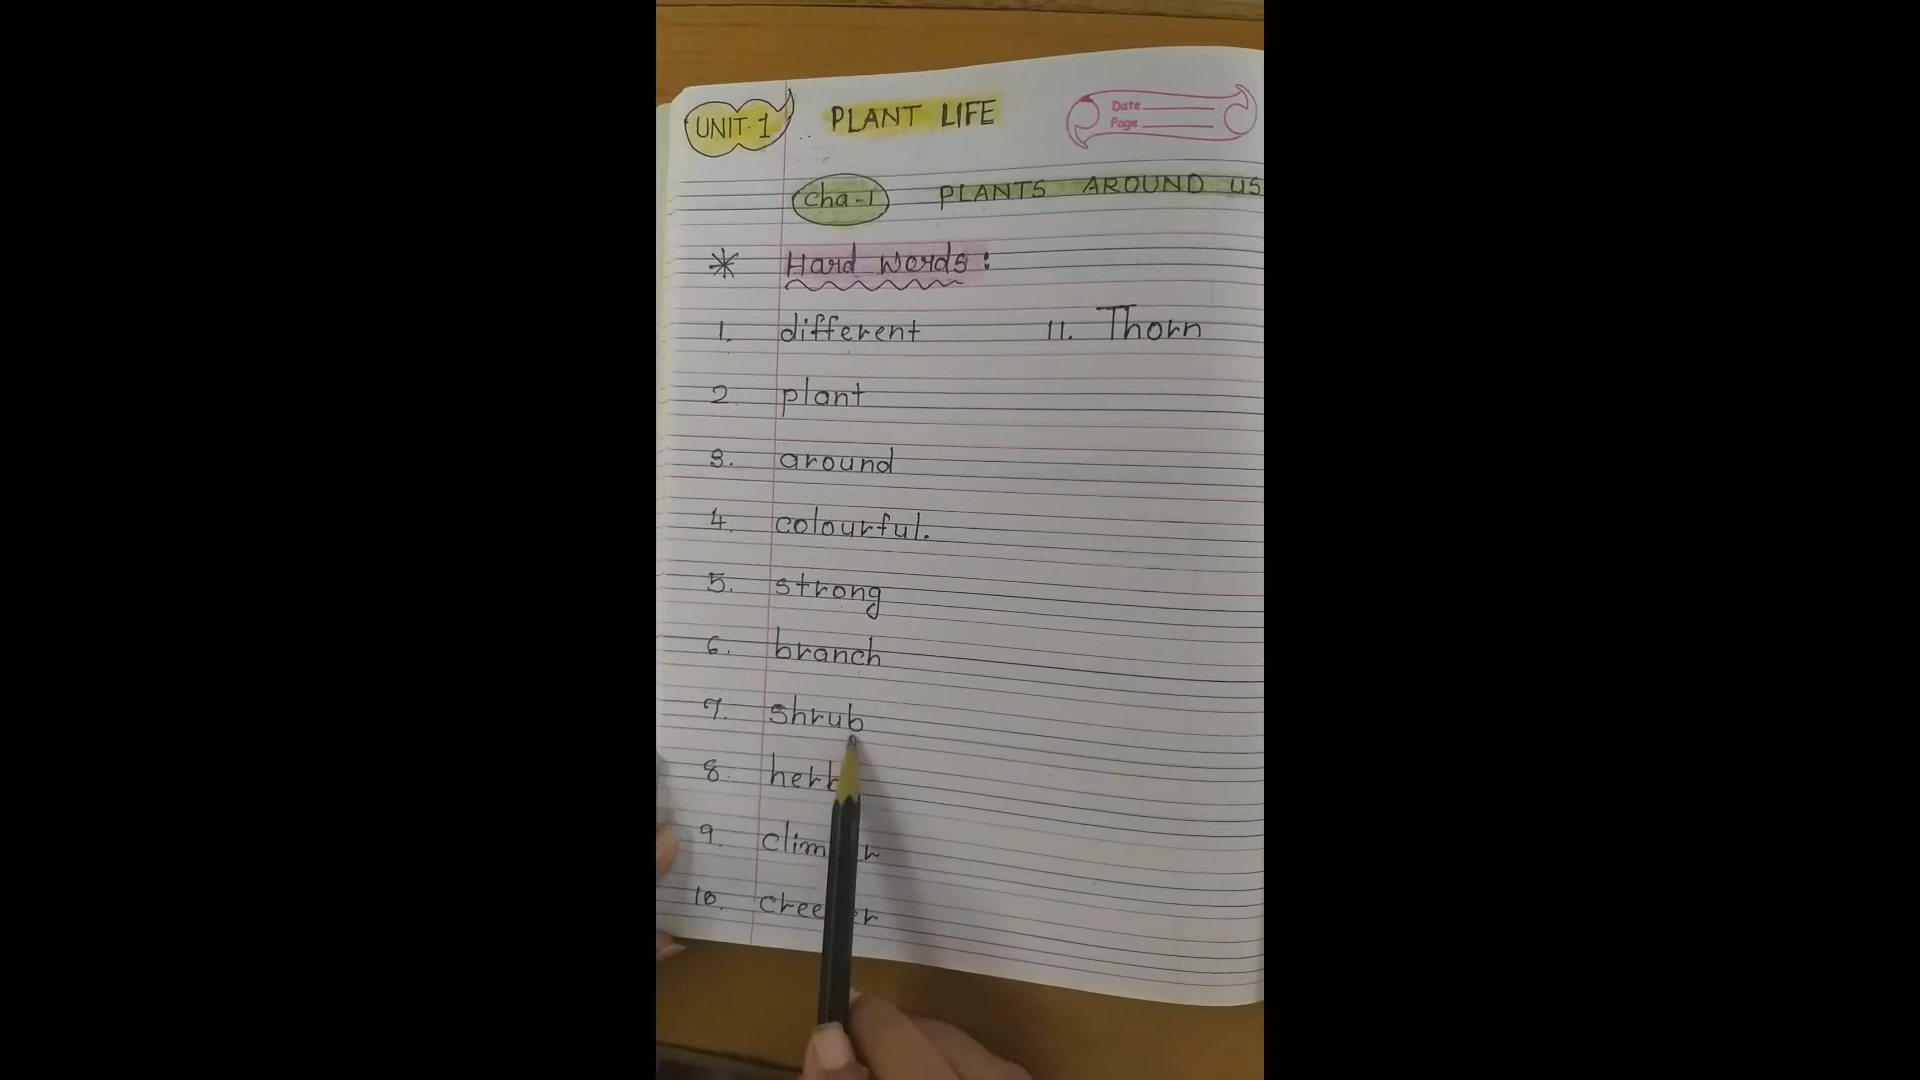 UNIT-1 PLANT LIFE
Date
Page
Cha-1 PLANTS AROUND US
* Hard words :
1. different 11. Thorn
2. plant
3. around
4. colourful.
5. strong
6. branch
7. shrub
8. herb
9.
10.